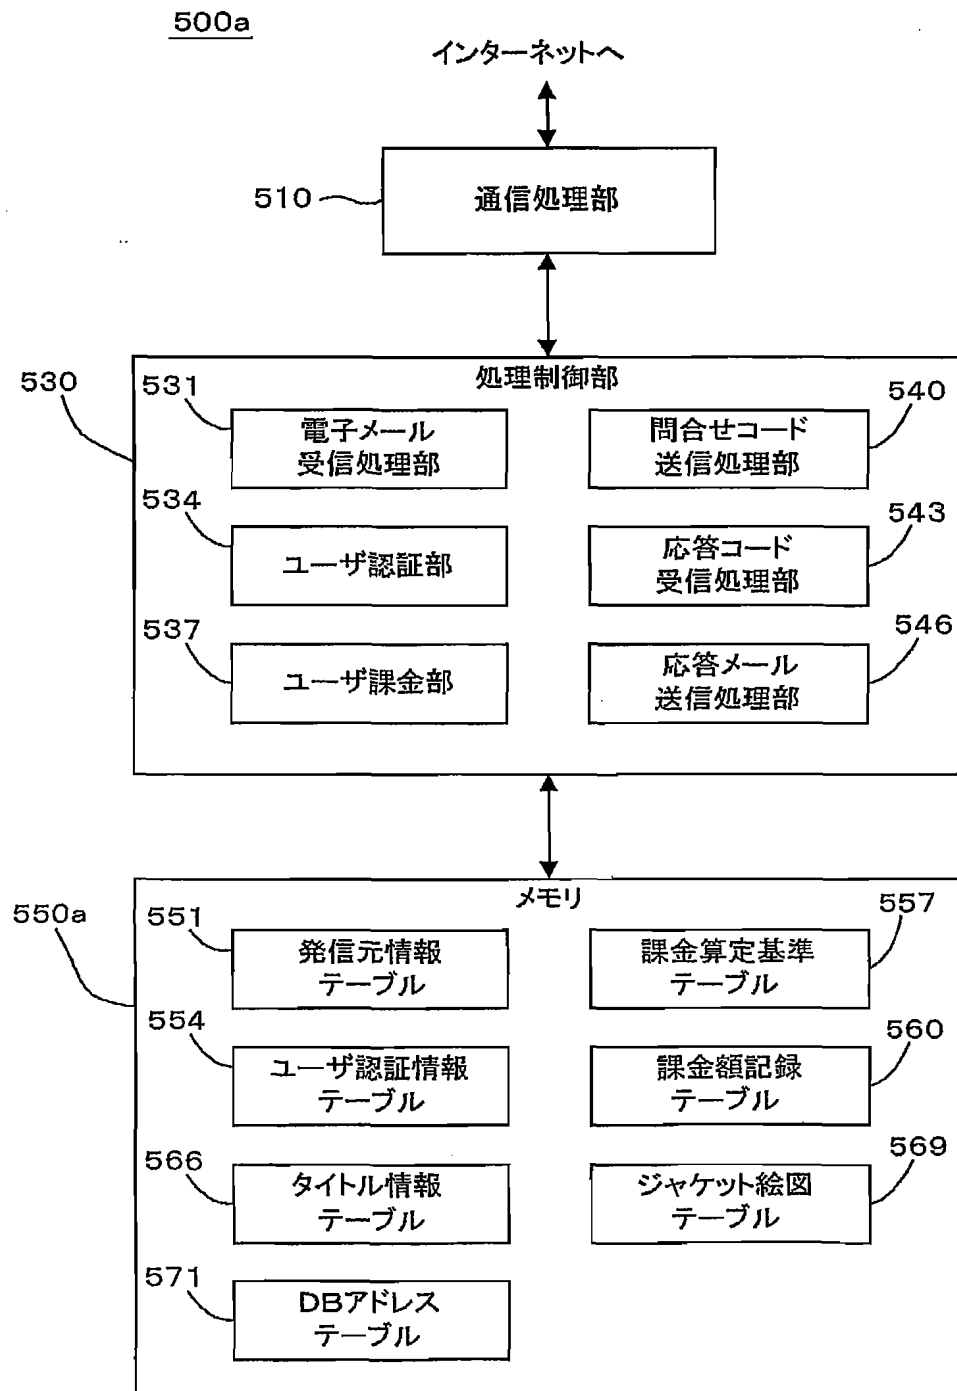 500a
インターネットへ
510
通信処理部
530
処理制御部
531
電子メール
受信処理部
540
問合せコード
送信処理部
534
ユーザ認証部
543
応答コード
受信処理部
537
ユーザ課金部
546
応答メール
送信処理部
550a
メモリ
551
発信元情報
テーブル
557
課金算定基準
テーブル
554
ユーザ認証情報
テーブル
560
課金額記録
テーブル
566
タイトル情報
テーブル
569
ジャケット絵図
テーブル
571
DBアドレス
テーブル